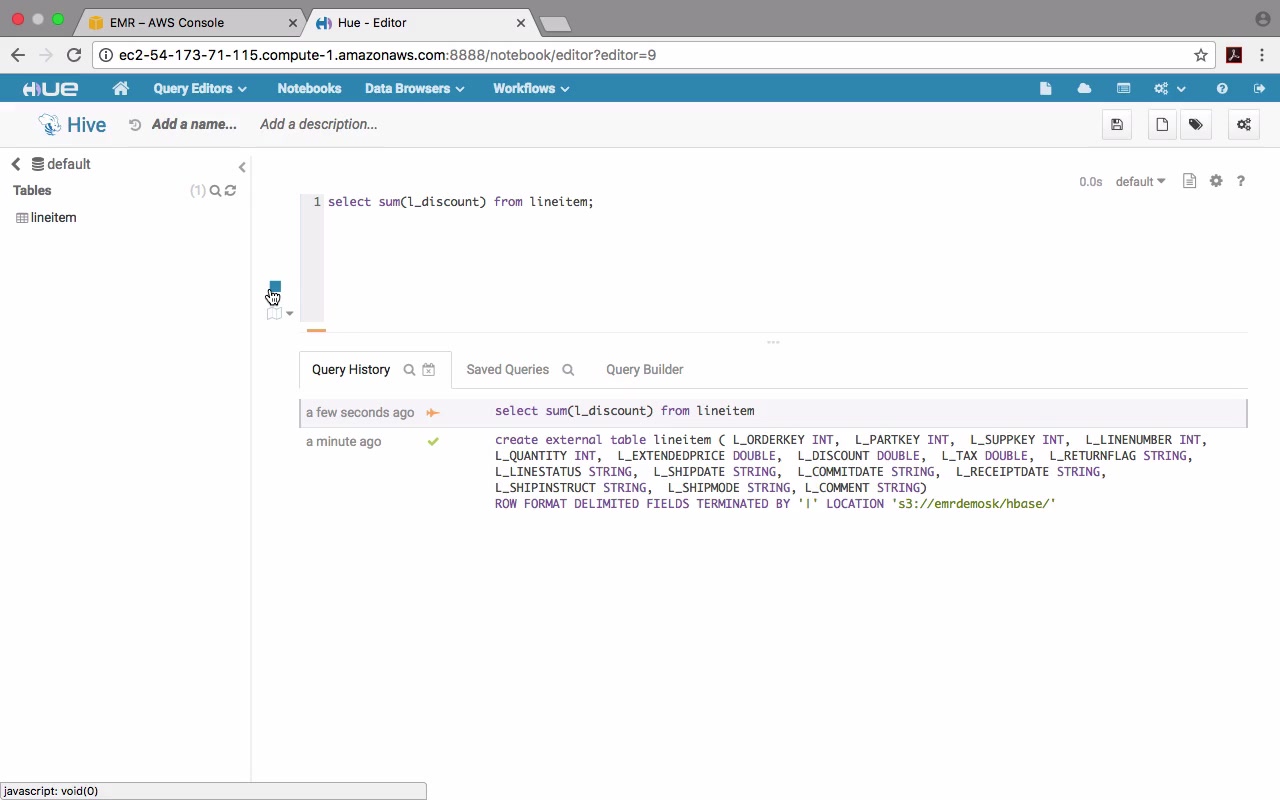 EMR – AWS Console
Hue - Editor
ec2-54-173-71-115.compute-1.amazonaws.com:8888/notebook/editor?editor=9
HUE Query Editors Notebooks Data Browsers Workflows ?
Hive Add a name... Add a description...
default
Tables (1)
lineitem
0.0s default ?
1 select sum(l_discount) from lineitem;
Query History Saved Queries Query Builder
a few seconds ago select sum(l_discount) from lineitem
a minute ago create external table lineitem ( L_ORDERKEY INT, L_PARTKEY INT, L_SUPPKEY INT, L_LINENUMBER INT,
L_QUANTITY INT, L_EXTENDEDPRICE DOUBLE, L_DISCOUNT DOUBLE, L_TAX DOUBLE, L_RETURNFLAG STRING,
L_LINESTATUS STRING, L_SHIPDATE STRING, L_COMMITDATE STRING, L_RECEIPTDATE STRING,
L_SHIPINSTRUCT STRING, L_SHIPMODE STRING, L_COMMENT STRING)
ROW FORMAT DELIMITED FIELDS TERMINATED BY '|' LOCATION 's3://emrdemosk/hbase/'
javascript: void(0)